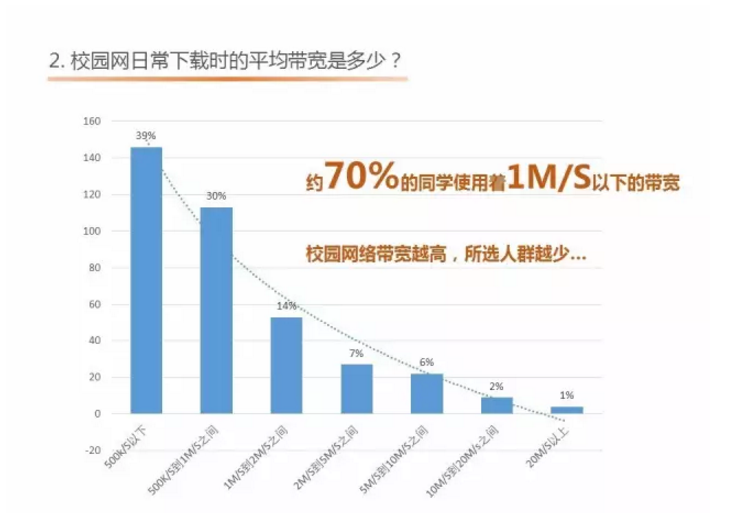 2. 校园网日常下载时的平均带宽是多少？
160
140
120
100
80
60
40
20
0
-20
39%
30%
14%
7%
6%
2%
1%
约70%的同学使用着1M/S以下的带宽
校园网络带宽越高，所选人群越少...
500k/S以下
500K/S到1M/S之间
1M/S到2M/S之间
2M/S到5M/S之间
5M/S到10M/S之间
10M/S到20M/s之间
20M/S以上